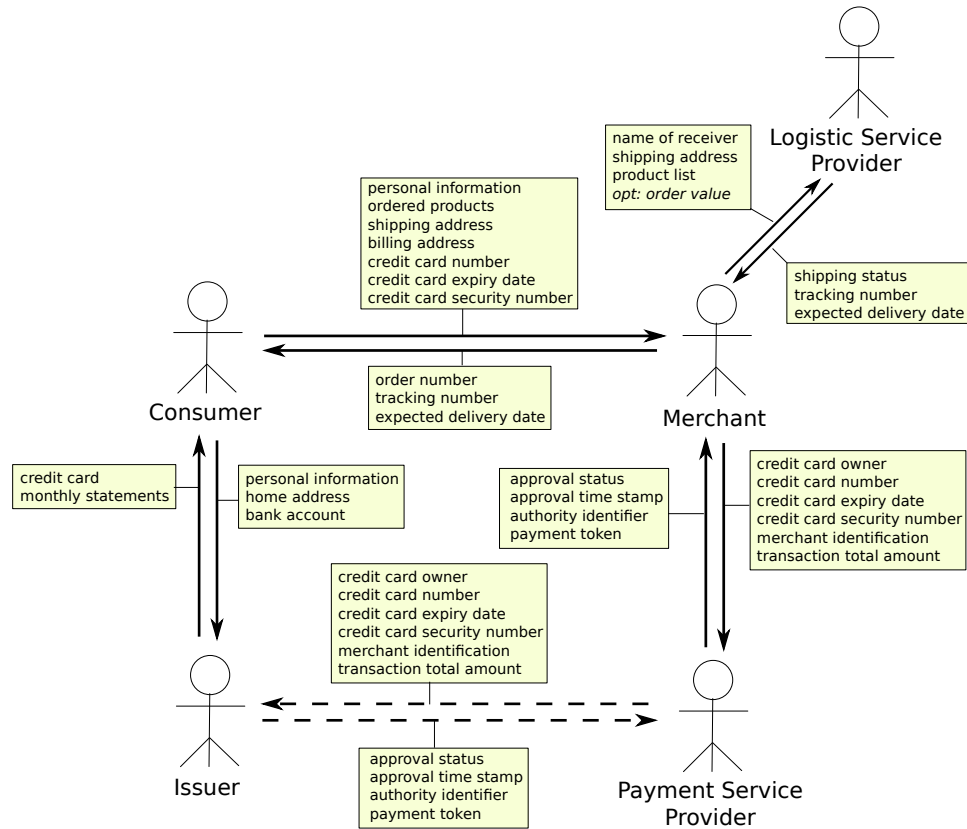 Logistic Service
Provider
name of receiver
shipping address
product list
opt: order value
shipping status
tracking number
expected delivery date
personal information
ordered products
shipping address
billing address
credit card number
credit card expiry date
credit card security number
order number
tracking number
expected delivery date
Consumer
Merchant
credit card
monthly statements
personal information
home address
bank account
approval status
approval time stamp
authority identifier
payment token
credit card owner
credit card number
credit card expiry date
credit card security number
merchant identification
transaction total amount
credit card owner
credit card number
credit card expiry date
credit card security number
merchant identification
transaction total amount
approval status
approval time stamp
authority identifier
payment token
Issuer
Payment Service
Provider